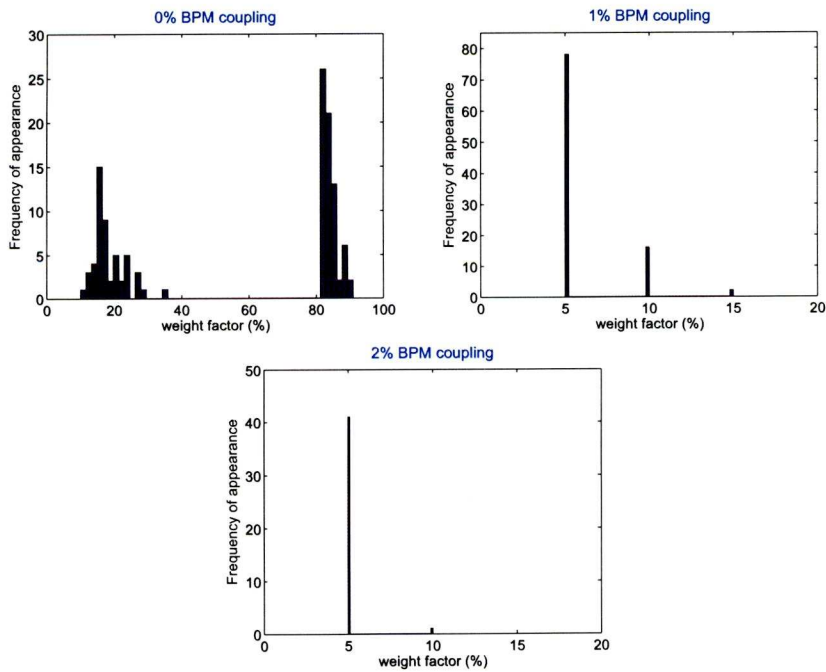 0% BPM coupling
30
25
20
15
10
5
0
Frequency of appearance
0 20 40 60 80 100
weight factor (%)
1% BPM coupling
80
70
60
50
40
30
20
10
0
Frequency of appearance
0 5 10 15 20
weight factor (%)
2% BPM coupling
50
40
30
20
10
0
Frequency of appearance
0 5 10 15 20
weight factor (%)